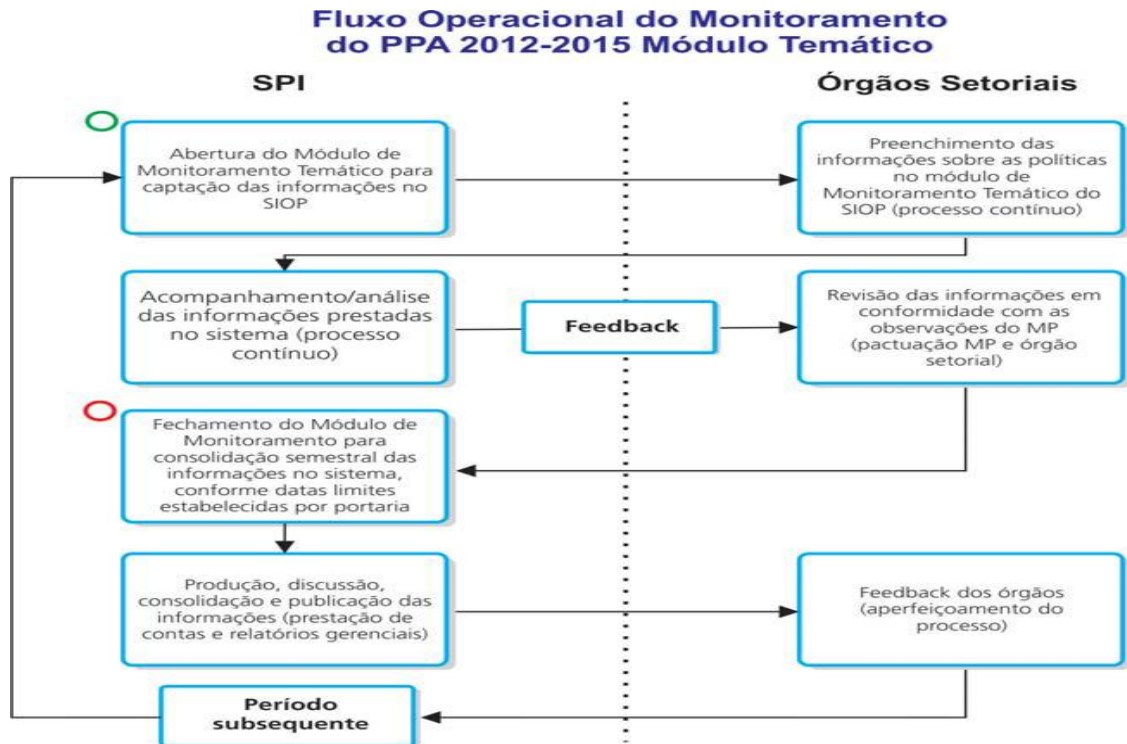 Fluxo Operacional do Monitoramento
do PPA 2012-2015 Módulo Temático
SPI
Órgãos Setoriais
Abertura do Módulo de
Monitoramento Temático para
captação das informações no
SIOP
Preenchimento das
informações sobre as políticas
no módulo de
Monitoramento Temático do
SIOP (processo contínuo)
Acompanhamento/análise
das informações prestadas
no sistema (processo
contínuo)
Feedback
Revisão das informações em
conformidade com as
observações do MP
(pactuação MP e órgão
setorial)
Fechamento do Módulo de
Monitoramento para
consolidação semestral das
informações no sistema,
conforme datas limites
estabelecidas por portaria
Produção, discussão,
consolidação e publicação das
informações (prestação de
contas e relatórios gerenciais)
Feedback dos órgãos
(aperfeiçoamento do
processo)
Período
subsequente